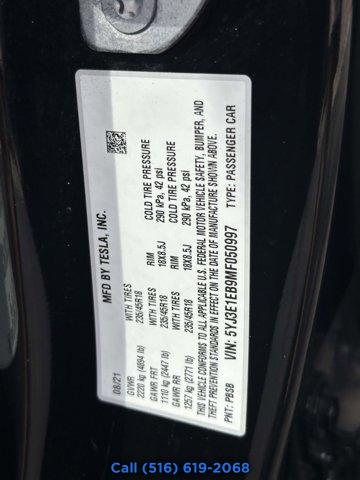 MFD BY TESLA, INC.
08/21
GVWR
2220 kg (4894 lb)
WITH TIRES
235/45R18
RIM
18X8.5J
COLD TIRE PRESSURE
290 kPa, 42 psi
GAWR FRT
1110 kg (2447 lb)
WITH TIRES
235/45R18
RIM
18X8.5J
COLD TIRE PRESSURE
290 kPa, 42 psi
GAWR RR
1257 kg (2771 lb)
THIS VEHICLE CONFORMS TO ALL APPLICABLE U.S. FEDERAL MOTOR VEHICLE SAFETY, BUMPER, AND
THEFT PREVENTION STANDARDS IN EFFECT ON THE DATE OF MANUFACTURE SHOWN ABOVE.
VIN: 5YJ3E1EB9MF050997 TYPE: PASSENGER CAR
PNT: PBSB
Call (516) 619-2068